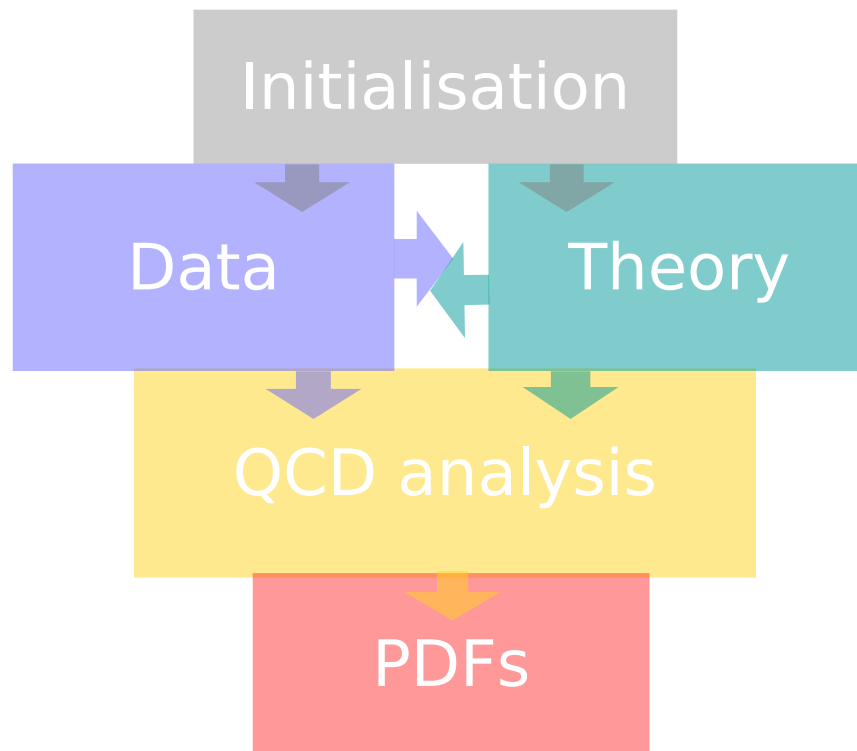 Initialisation
Data
Theory
QCD analysis
PDFs